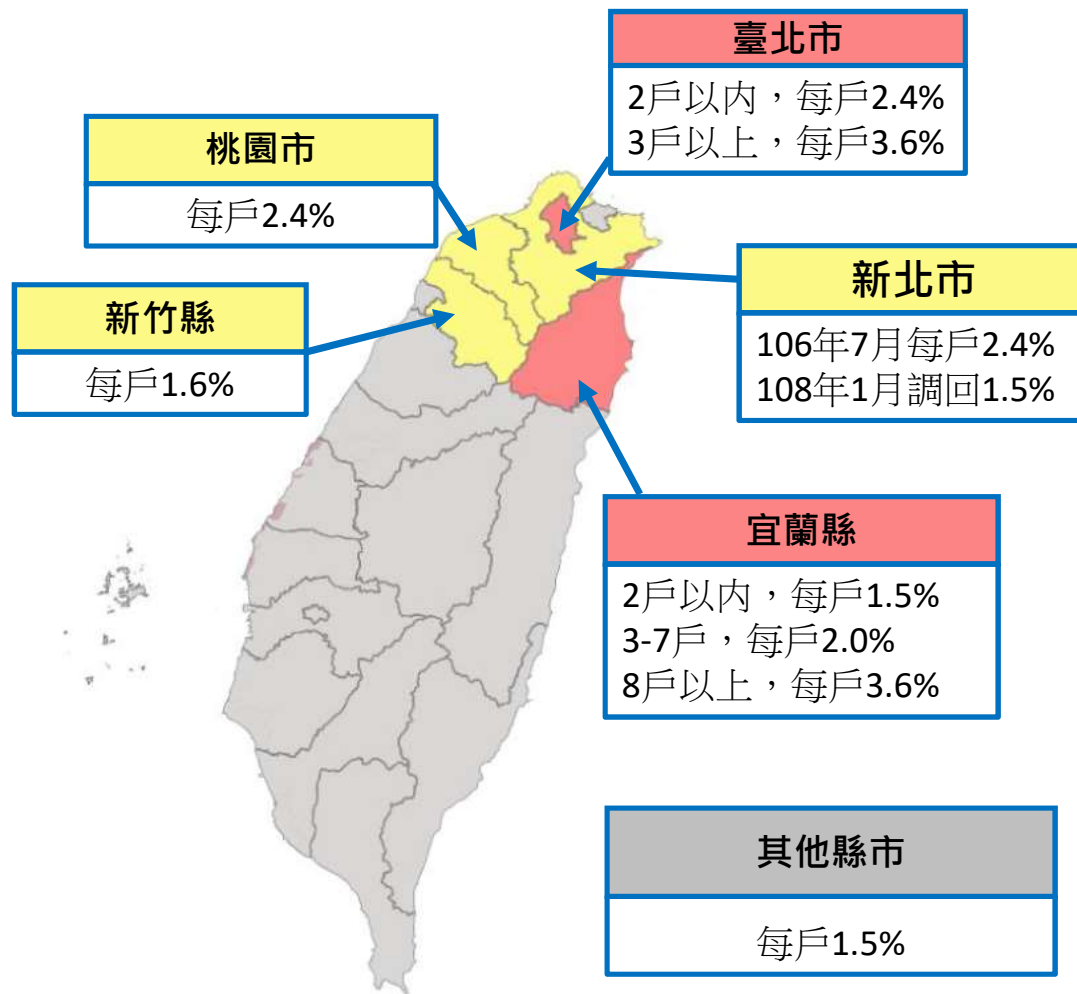 臺北市
2戶以内，每戶2.4%
3戶以上，每戶3.6%
桃園市
每戶2.4%
新竹縣
每戶1.6%
新北市
106年7月每戶2.4%
108年1月調回1.5%
宜蘭縣
2戶以内，每戶1.5%
3-7戶，每戶2.0%
8戶以上，每戶3.6%
其他縣市
每戶1.5%